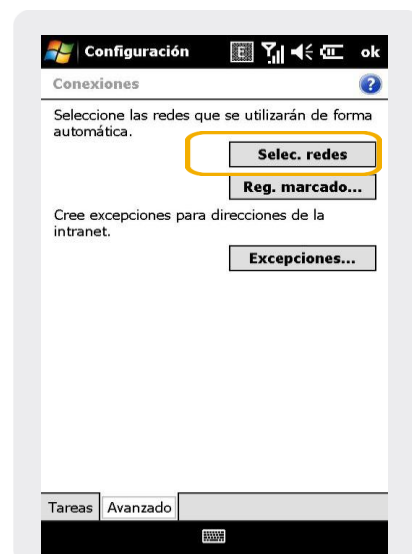 Configuración
E
ok
Conexiones
?
Seleccione las redes que se utilizarán de forma
automática.
Selec. redes
Reg. marcado...
Cree excepciones para direcciones de la
intranet.
Excepciones...
Tareas
Avanzado